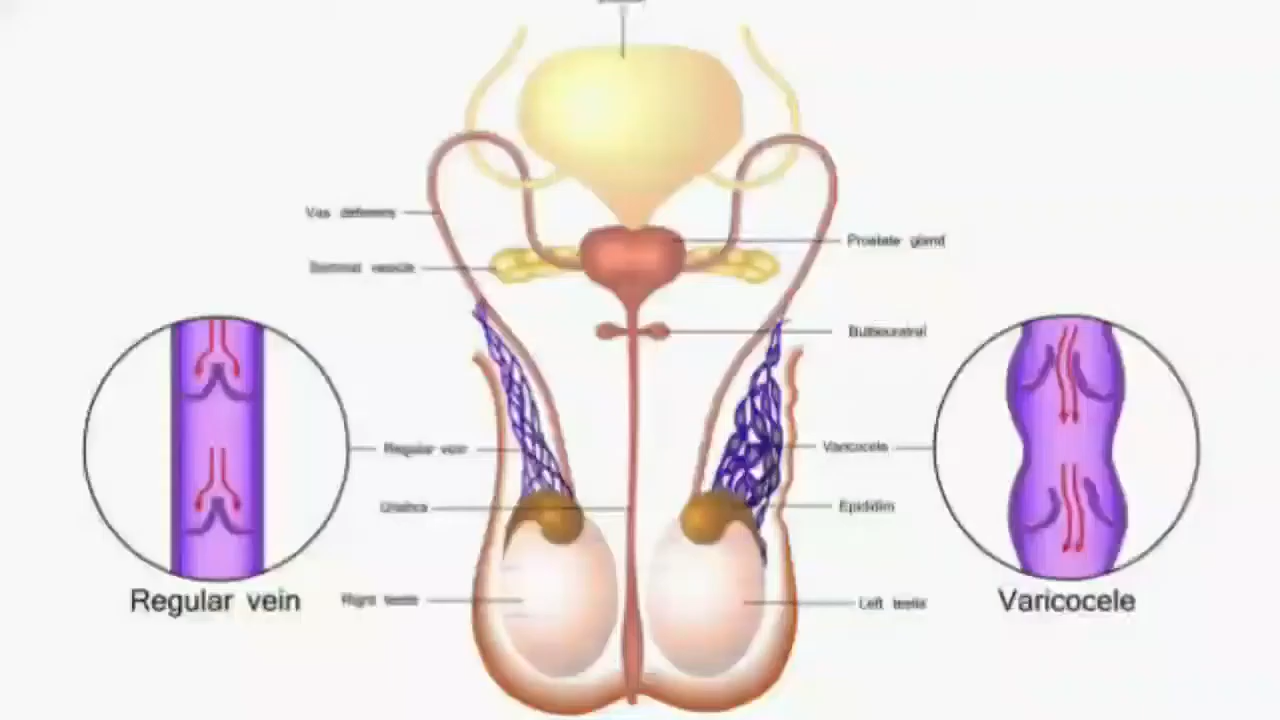 Vas deferens
Prostate gland
Seminal vesicle
Bulbourethral
Regular vein
Varicocele
Urethra
Epididim
Regular vein
Right testis
Left testis
Varicocele